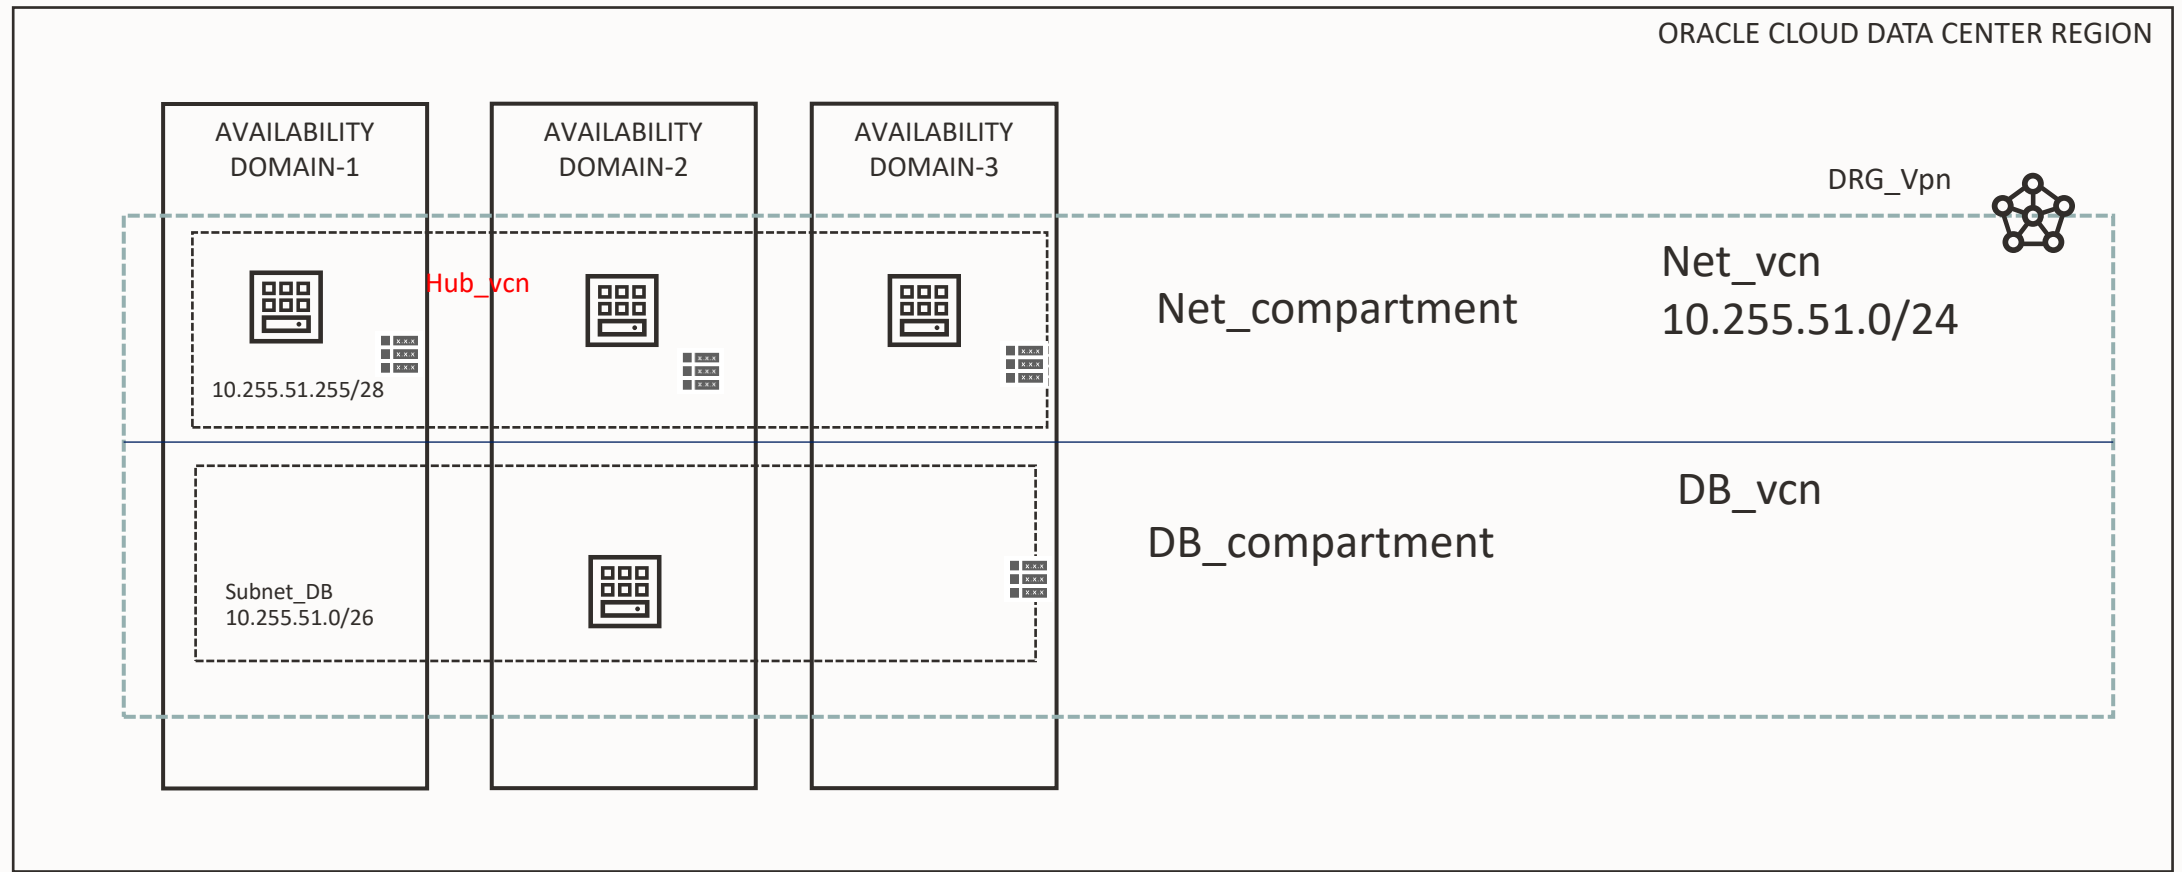 ORACLE CLOUD DATA CENTER REGION
AVAILABILITY
DOMAIN-1
AVAILABILITY
DOMAIN-2
AVAILABILITY
DOMAIN-3
DRG_Vpn
Hub_vcn
Net_compartment
Net_vcn
10.255.51.0/24
x.x.x
x.x.x
x.x.x
x.x.x
x.x.x
x.x.x
x.x.x
x.x.x
x.x.x
10.255.51.255/28
DB_vcn
DB_compartment
Subnet_DB
10.255.51.0/26
x.x.x
x.x.x
x.x.x